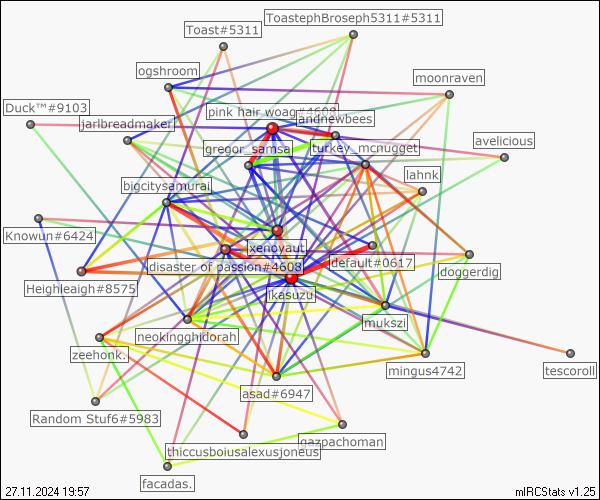 ToastephBroseph5311#5311
Toast#5311
ogshroom
moonraven
Duck™#9103
pink hair woag#4608
andnewbees
jarlbreadmaker
gregor_samsa
turkey_mcnugget
avelicious
bigcitysamurai
lahnk
Knowun#6424
xenoyaut
disaster of passion#4608
default#0617
doggerdig
Heighleaigh#8575
ikasuzu
mukszi
neokinghidorah
zeehonk.
mingus4742
tescoroll
asad#6947
Random Stuf6#5983
gazpachoman
thiccusboiusalexusjoneus
facadas.
27.11.2024 19:57
mIRCStats v1.25